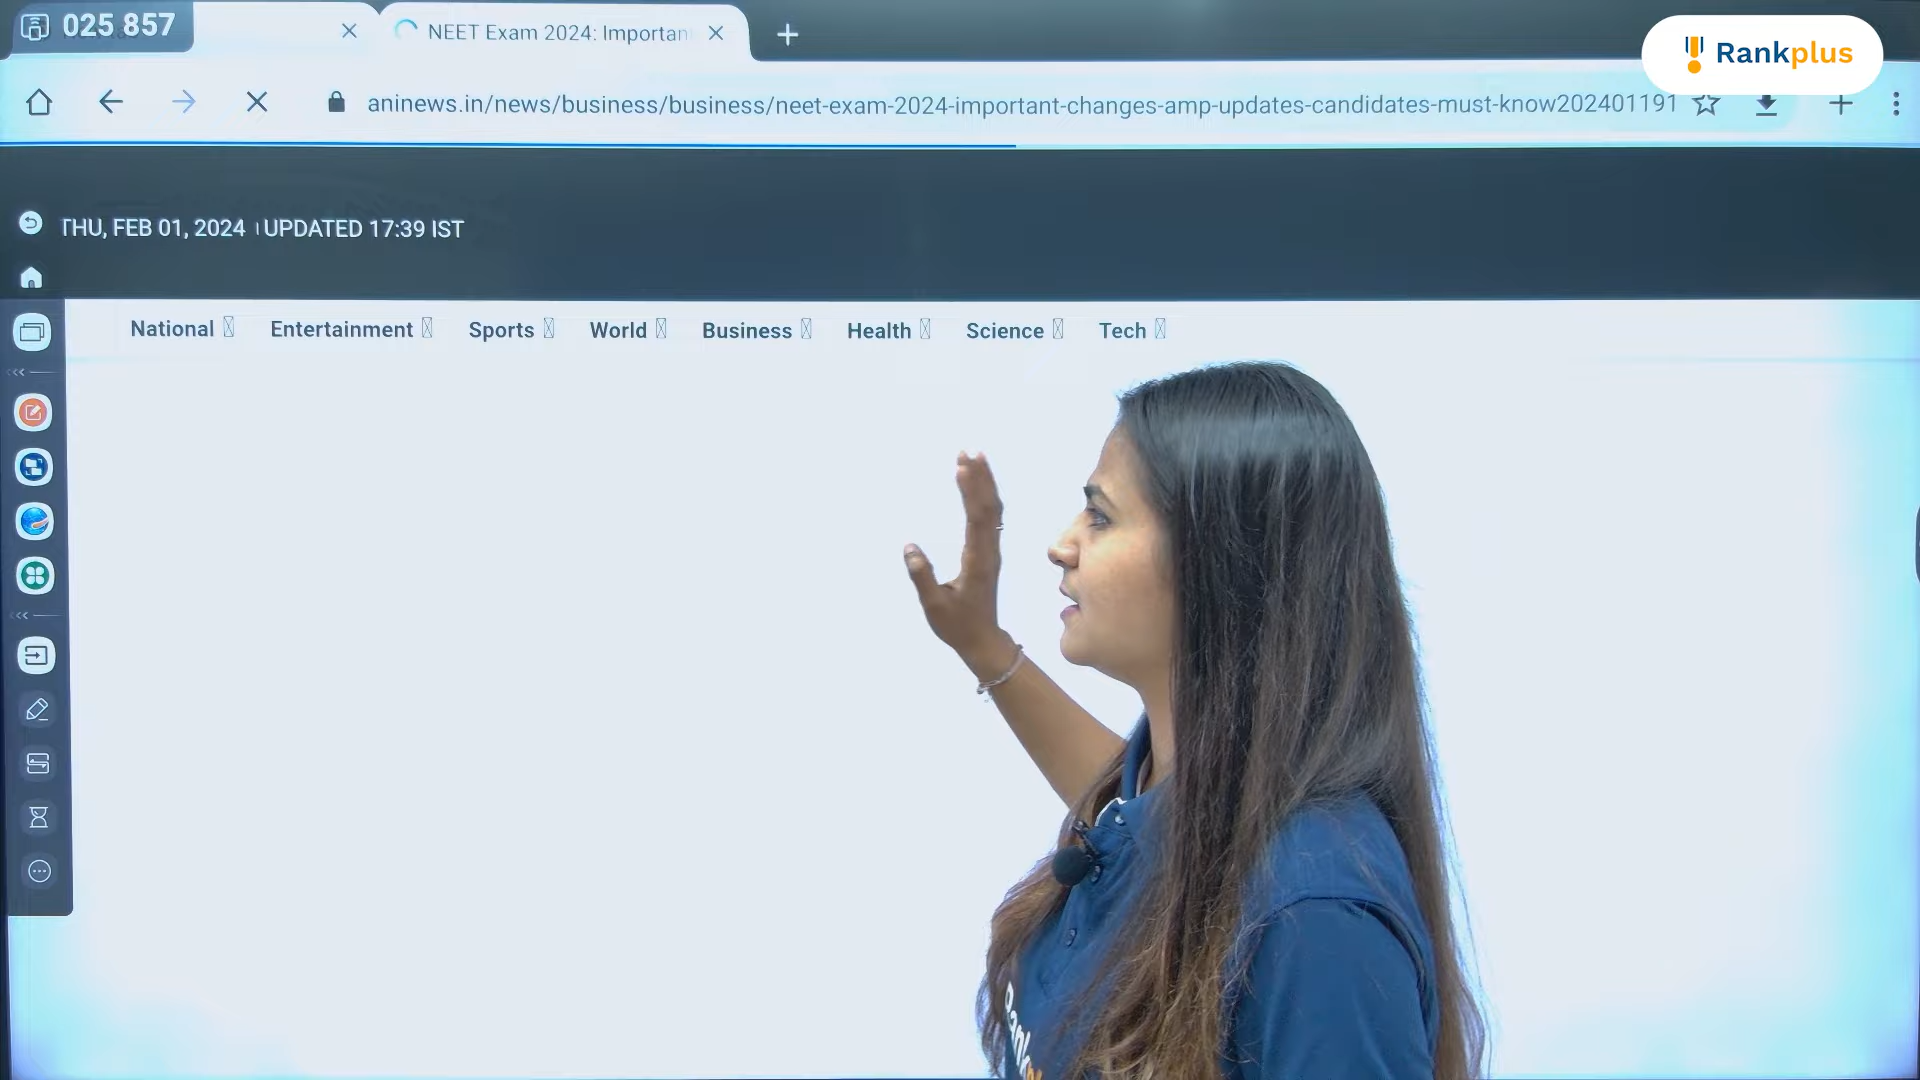 025 857
NEET Exam 2024: Importan
Rankplus
aninews.in/news/business/business/neet-exam-2024-important-changes-amp-updates-candidates-must-know202401191
THU, FEB 01, 2024 | UPDATED 17:39 IST
National Entertainment Sports World Business Health Science Tech
Rank